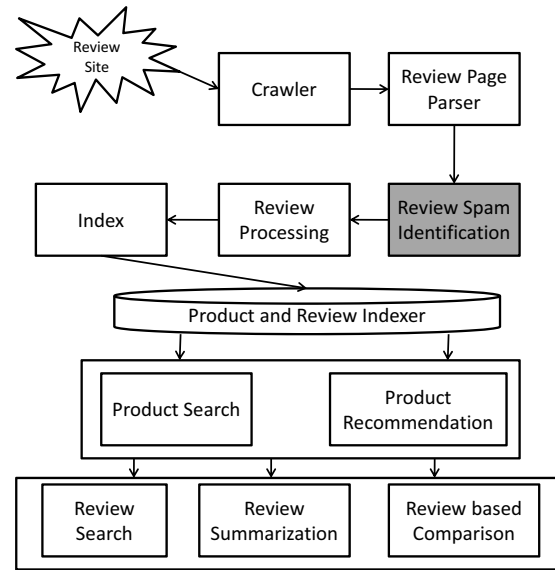 Review
Site
Crawler
Review Page
Parser
Index
Review
Processing
Review Spam
Identification
Product and Review Indexer
Product Search
Product
Recommendation
Review
Search
Review
Summarization
Review based
Comparison